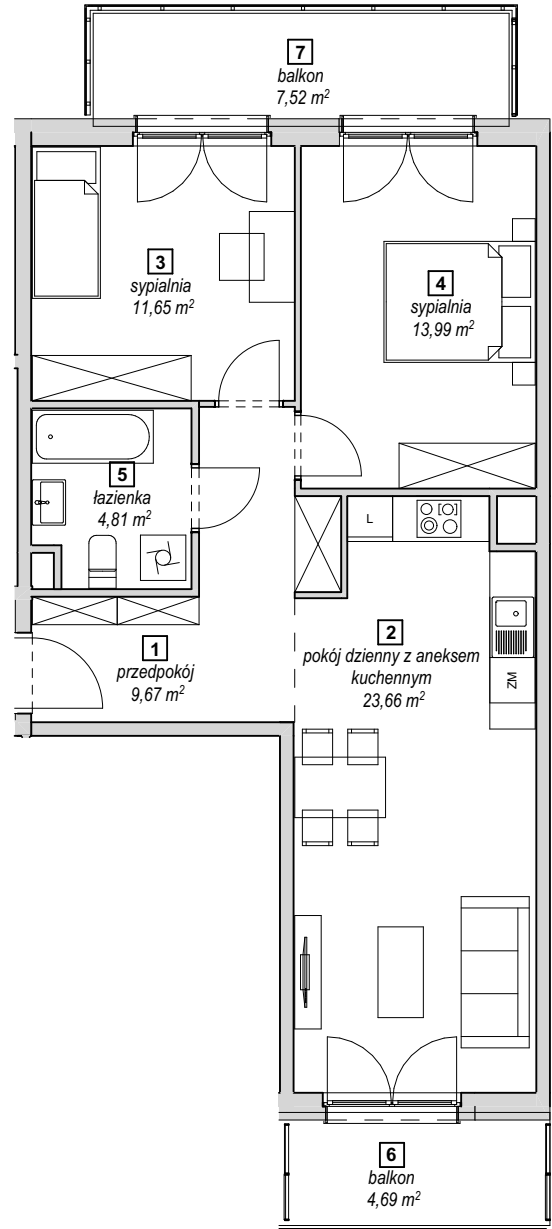 7
balkon
7,52 m²
3
sypialnia
11,65 m²
4
sypialnia
13,99 m²
5
łazienka
4,81 m²
L
1
przedpokój
9,67 m²
2
pokój dzienny z aneksem
kuchennym
23,66 m²
ZM
6
balkon
4,69 m²